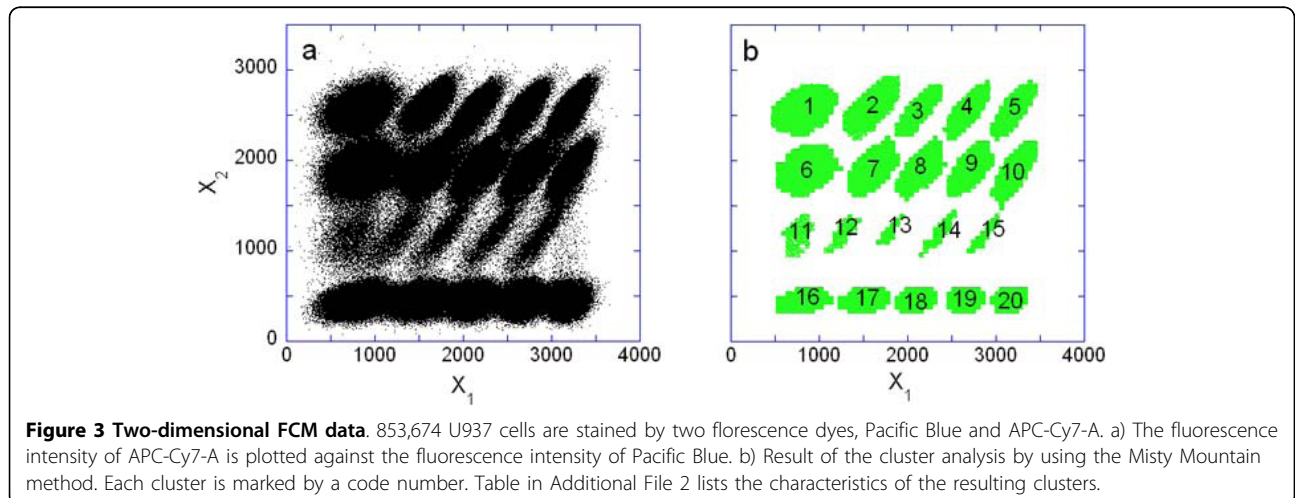 a
b
3000
2000
1000
0
X2
0 1000 2000 3000 4000
X1
1 2 3 4 5
6 7 8 9 10
11 12 13 14 15
16 17 18 19 20
0 1000 2000 3000 4000
X1
Figure 3 Two-dimensional FCM data. 853,674 U937 cells are stained by two florescence dyes, Pacific Blue and APC-Cy7-A. a) The fluorescence
intensity of APC-Cy7-A is plotted against the fluorescence intensity of Pacific Blue. b) Result of the cluster analysis by using the Misty Mountain
method. Each cluster is marked by a code number. Table in Additional File 2 lists the characteristics of the resulting clusters.